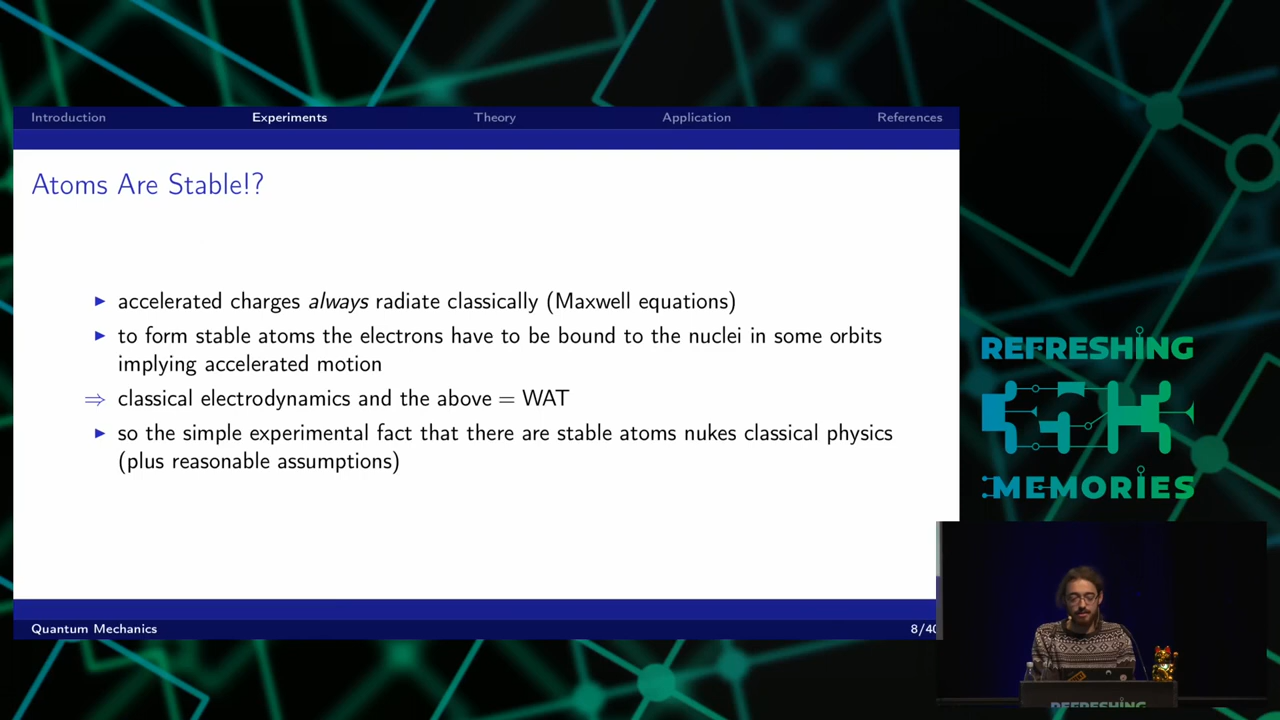 Introduction Experiments Theory Application References
Atoms Are Stable!?
▶ accelerated charges always radiate classically (Maxwell equations)
▶ to form stable atoms the electrons have to be bound to the nuclei in some orbits
implying accelerated motion
⇒ classical electrodynamics and the above = WAT
▶ so the simple experimental fact that there are stable atoms nukes classical physics
(plus reasonable assumptions)
Quantum Mechanics 8/40
REFRESHING
MEMORIES
REFRESHING